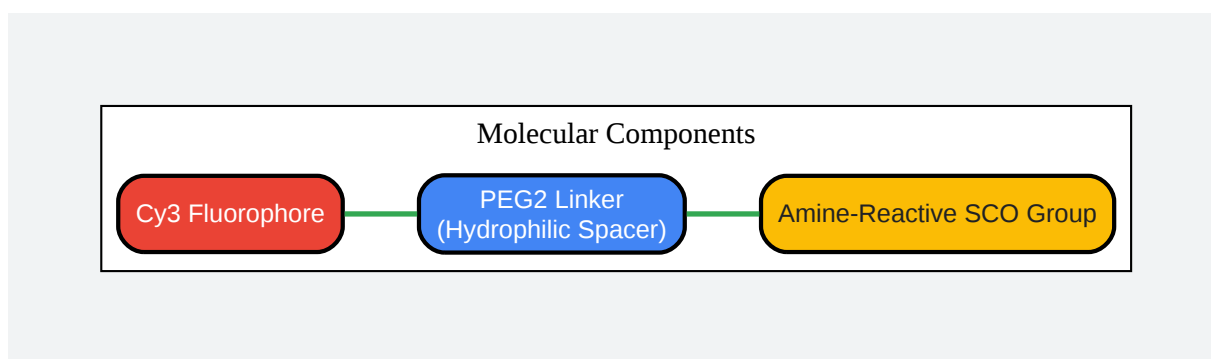 Molecular Components
Cy3 Fluorophore
PEG2 Linker
(Hydrophilic Spacer)
Amine-Reactive SCO Group